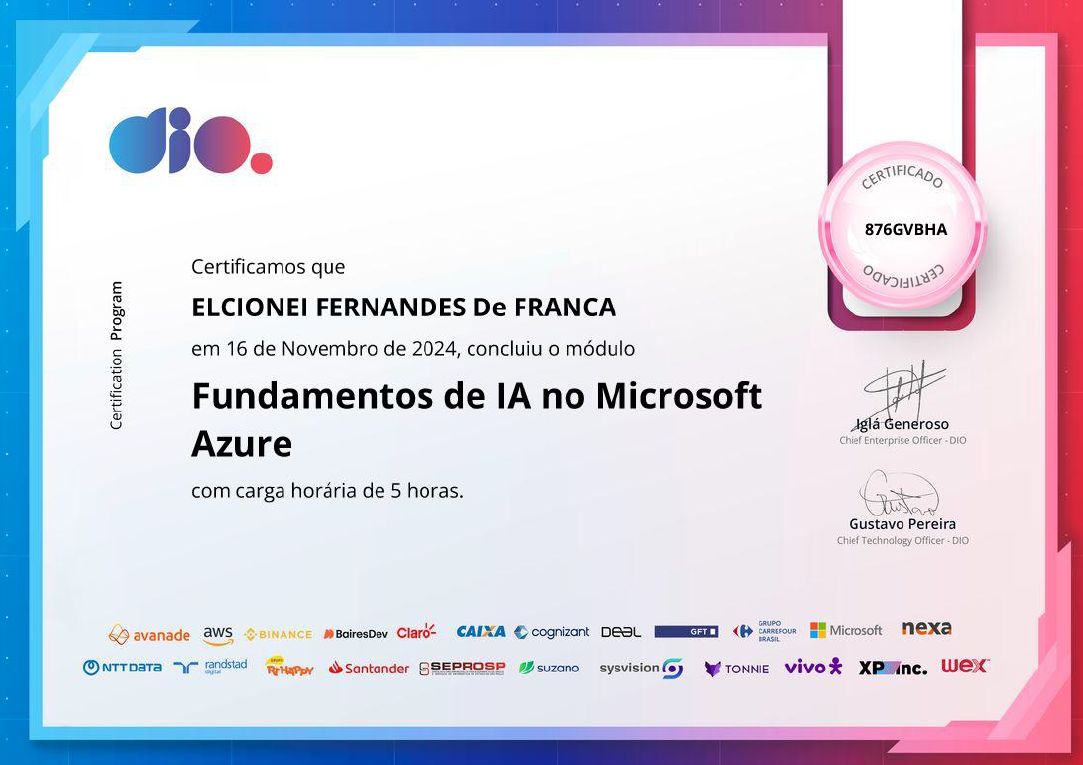 dio.
CERTIFICADO
876GVBHA
CERTIFICADO
Certification Program
Certificamos que
ELCIONEI FERNANDES De FRANCA
em 16 de Novembro de 2024, concluiu o módulo
Fundamentos de IA no Microsoft
Azure
com carga horária de 5 horas.
Iglá Generoso
Chief Enterprise Officer - DIO
Gustavo Pereira
Chief Technology Officer - DIO
avanade aws BINANCE BairesDev Claro CAIXA cognizant DEAL GFT GRUPO CARREFOUR BRASIL Microsoft nexa
NTT DATA randstad digital GRUPO RiHAPPY Santander SEPROSP suzano sysvision TONNIE vivo XP inc. wex